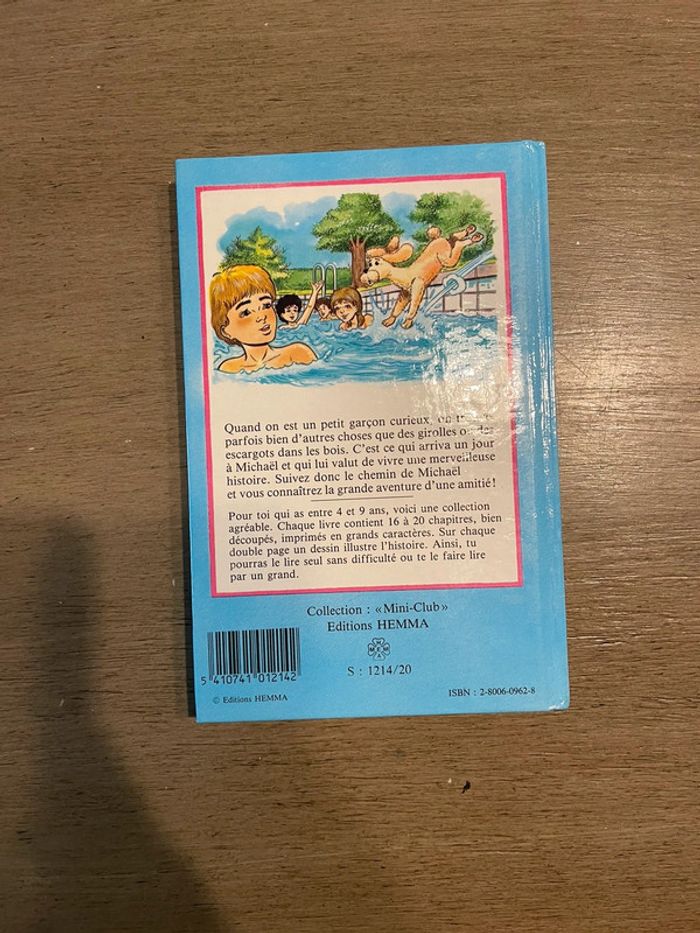 Quand on est un petit garçon curieux, on
parfois bien d'autres choses que des girolles ou des
escargots dans les bois. C'est ce qui arriva un jour
à Michaël et qui lui valut de vivre une merveilleuse
histoire. Suivez donc le chemin de Michaël
et vous connaîtrez la grande aventure d'une amitié !
Pour toi qui as entre 4 et 9 ans, voici une collection
agréable. Chaque livre contient 16 à 20 chapitres, bien
découpés, imprimés en grands caractères. Sur chaque
double page un dessin illustre l'histoire. Ainsi, tu
pourras le lire seul sans difficulté ou te le faire lire
par un grand.
Collection : «Mini-Club»
Editions HEMMA
S : 1214/20
5 410741 012142
© Editions HEMMA
ISBN : 2-8006-0962-8